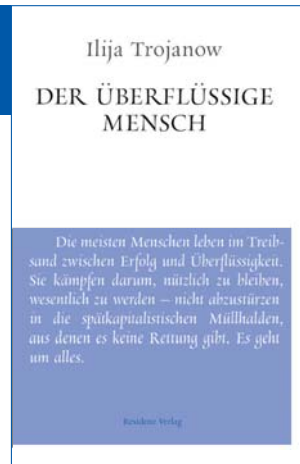 Ilija Trojanow
DER ÜBERFLÜSSIGE
MENSCH
Die meisten Menschen leben im Treib-
sand zwischen Erfolg und Überflüssigkeit.
Sie kämpfen darum, nützlich zu bleiben,
wesentlich zu werden – nicht abzustürzen
in die spätkapitalistischen Müllhalden,
aus denen es keine Rettung gibt. Es geht
um alles.
Residenz Verlag